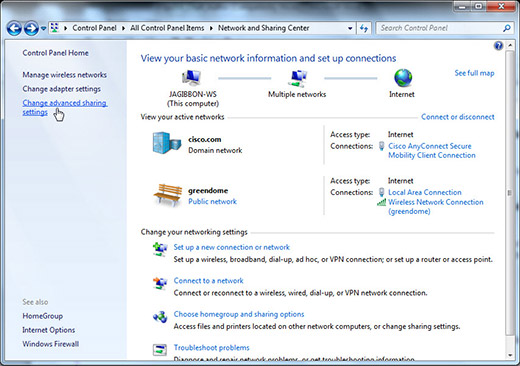 Control Panel
All Control Panel Items
Network and Sharing Center
Search Control Panel
Control Panel Home
Manage wireless networks
Change adapter settings
Change advanced sharing
settings
See also
HomeGroup
Internet Options
Windows Firewall
View your basic network information and set up connections
See full map
JAGIBBON-WS
(This computer)
Multiple networks
Internet
View your active networks
Connect or disconnect
cisco.com
Domain network
Access type: Internet
Connections: Cisco AnyConnect Secure
Mobility Client Connection
greendome
Public network
Access type: Internet
Connections: Local Area Connection
Wireless Network Connection
(greendome)
Change your networking settings
Set up a new connection or network
Set up a wireless, broadband, dial-up, ad hoc, or VPN connection; or set up a router or access point.
Connect to a network
Connect or reconnect to a wireless, wired, dial-up, or VPN network connection.
Choose homegroup and sharing options
Access files and printers located on other network computers, or change sharing settings.
Troubleshoot problems
Diagnose and repair network problems, or get troubleshooting information.